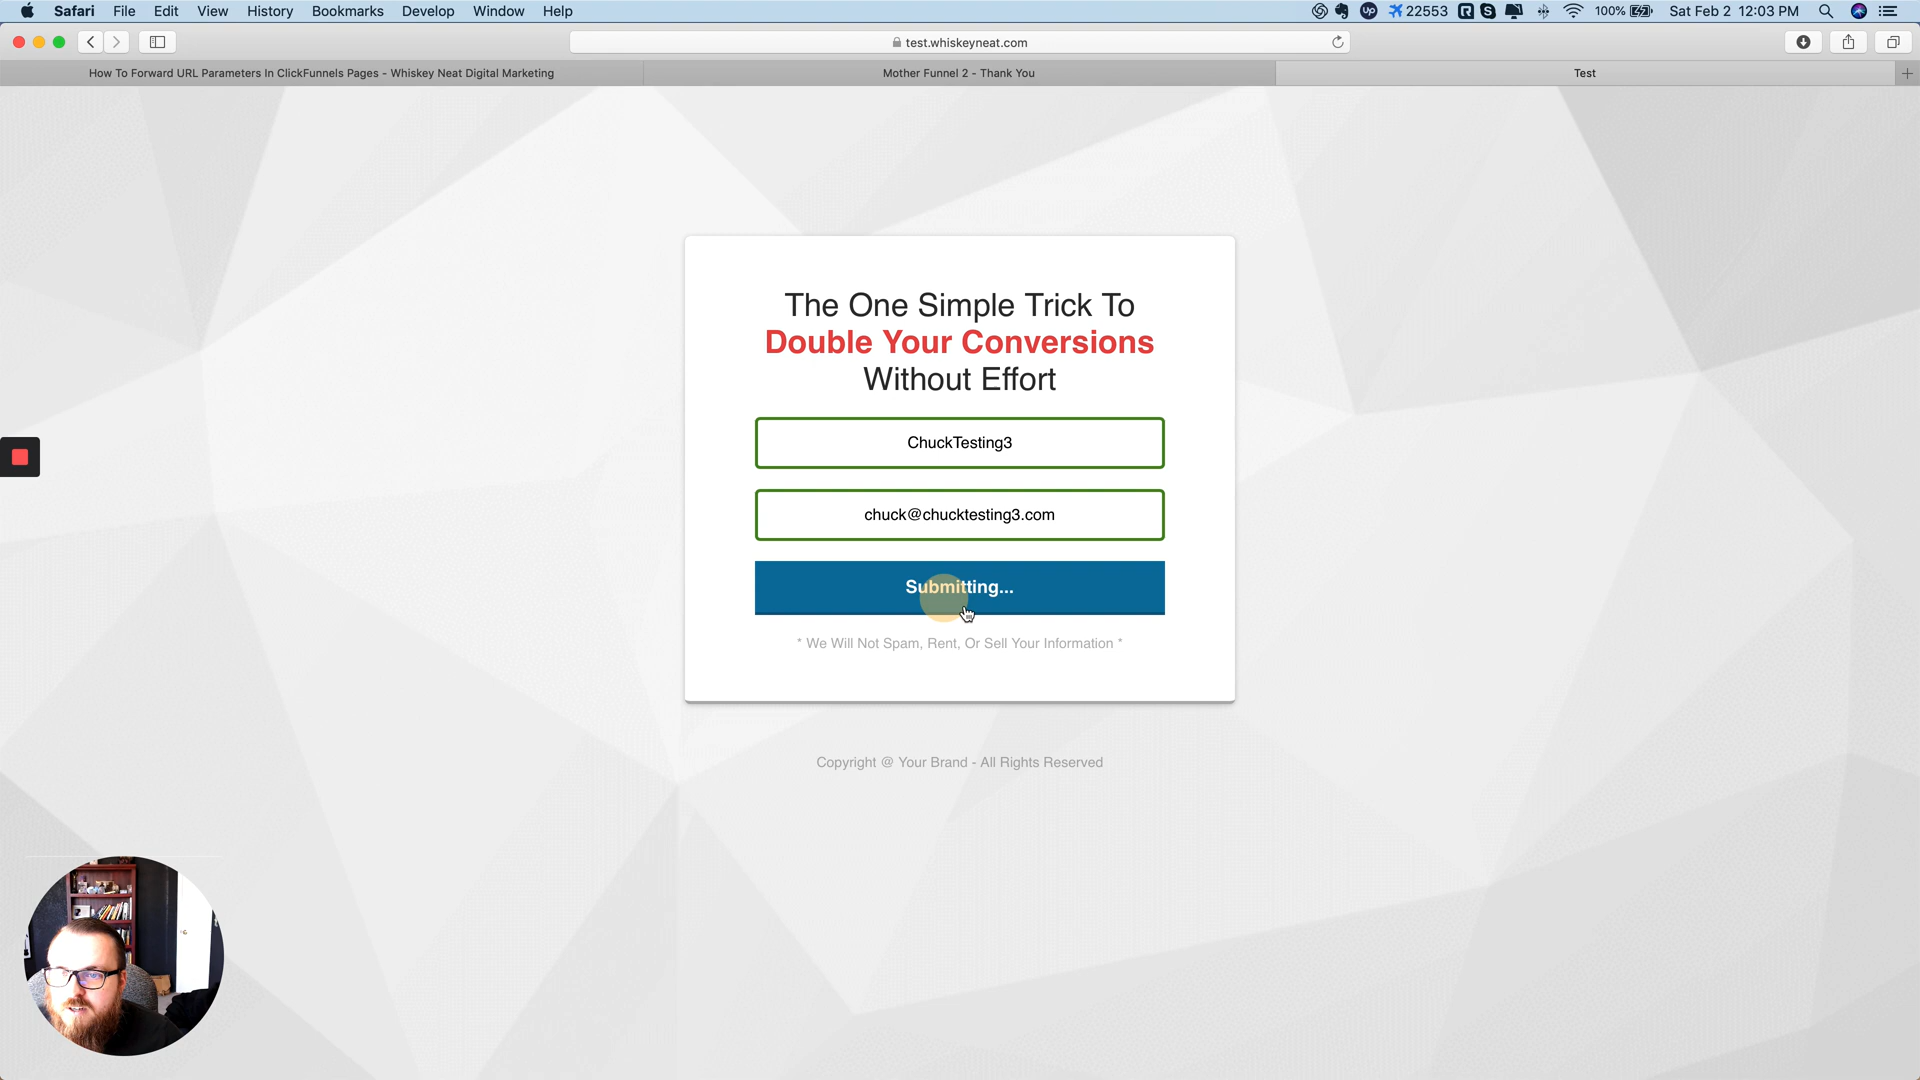 Safari File Edit View History Bookmarks Develop Window Help
22553 100% Sat Feb 2 12:03 PM
test.whiskeyneat.com
How To Forward URL Parameters In ClickFunnels Pages - Whiskey Neat Digital Marketing
Mother Funnel 2 - Thank You
Test
The One Simple Trick To
Double Your Conversions
Without Effort
ChuckTesting3
chuck@chucktesting3.com
Submitting...
* We Will Not Spam, Rent, Or Sell Your Information *
Copyright @ Your Brand - All Rights Reserved